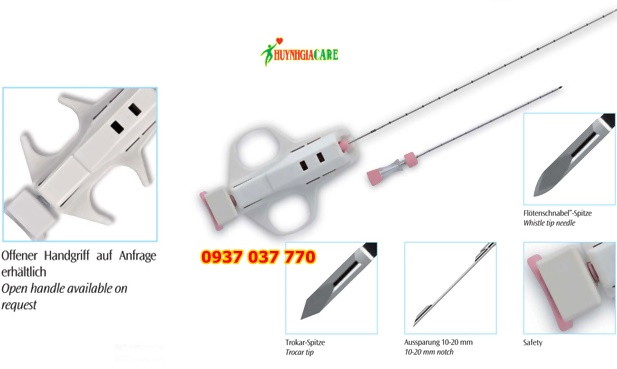 HUYNHGIACARE
Flötenschnabel"-Spitze
Whistle tip needle
Offener Handgriff auf Anfrage
erhältlich
Open handle available on
request
0937 037 770
Trokar-Spitze
Trocar tip
Aussparung 10-20 mm
10-20 mm notch
Safety